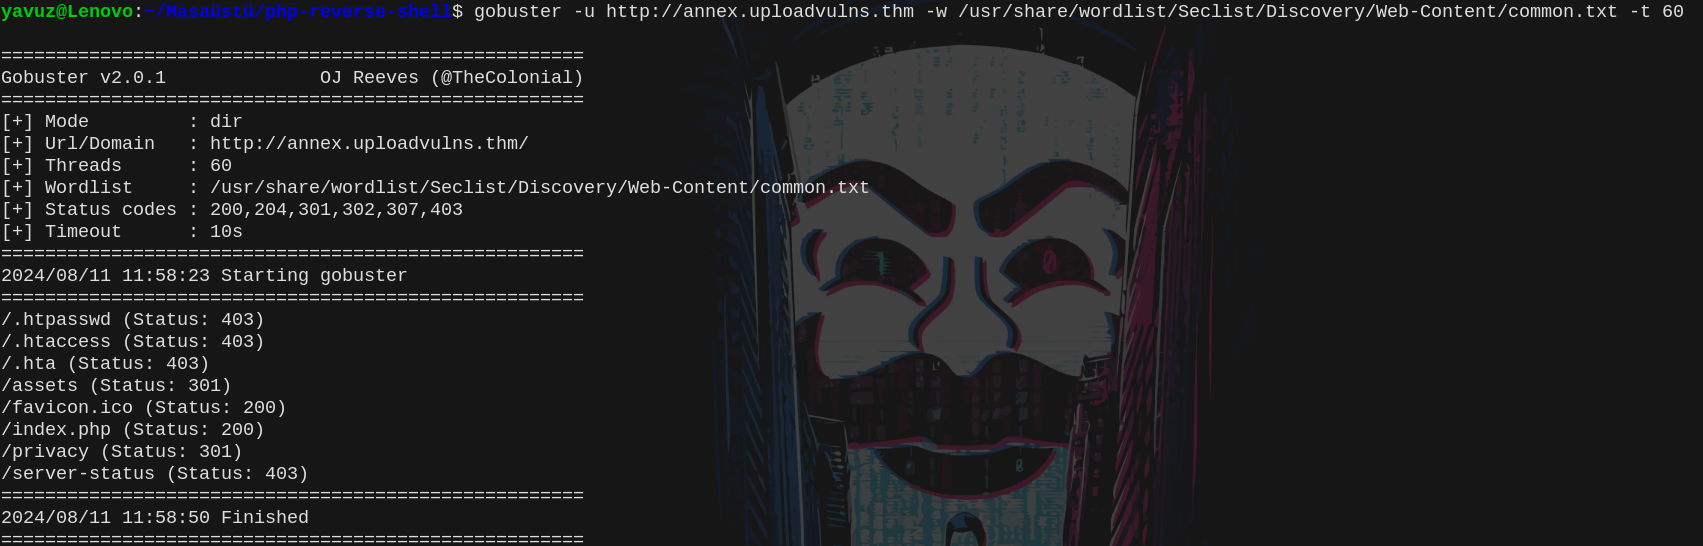 yavuz@Lenovo:~/Masaüstü/php-reverse-shell$ gobuster -u http://annex.uploadvulns.thm -w /usr/share/wordlist/Seclist/Discovery/Web-Content/common.txt -t 60
=====================================================
Gobuster v2.0.1              OJ Reeves (@TheColonial)
=====================================================
[+] Mode         : dir
[+] Url/Domain   : http://annex.uploadvulns.thm/
[+] Threads      : 60
[+] Wordlist     : /usr/share/wordlist/Seclist/Discovery/Web-Content/common.txt
[+] Status codes : 200,204,301,302,307,403
[+] Timeout      : 10s
=====================================================
2024/08/11 11:58:23 Starting gobuster
=====================================================
/.htpasswd (Status: 403)
/.htaccess (Status: 403)
/.hta (Status: 403)
/assets (Status: 301)
/favicon.ico (Status: 200)
/index.php (Status: 200)
/privacy (Status: 301)
/server-status (Status: 403)
=====================================================
2024/08/11 11:58:50 Finished
=====================================================